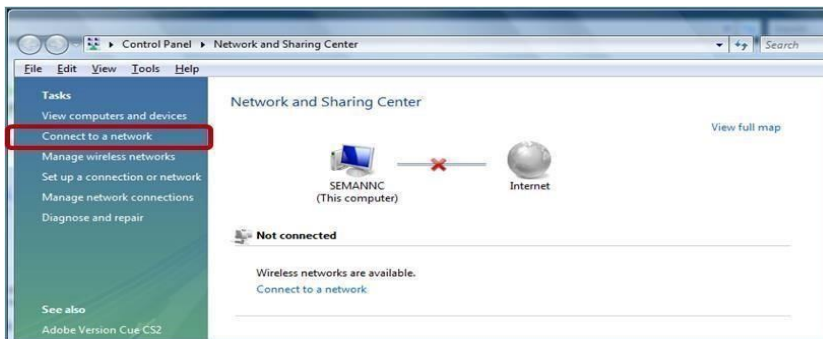 Control Panel Network and Sharing Center
Search
File Edit View Tools Help
Tasks
View computers and devices
Connect to a network
Manage wireless networks
Set up a connection or network
Manage network connections
Diagnose and repair
See also
Adobe Version Cue CS2
Network and Sharing Center
View full map
SEMANNC
(This computer)
Internet
Not connected
Wireless networks are available.
Connect to a network